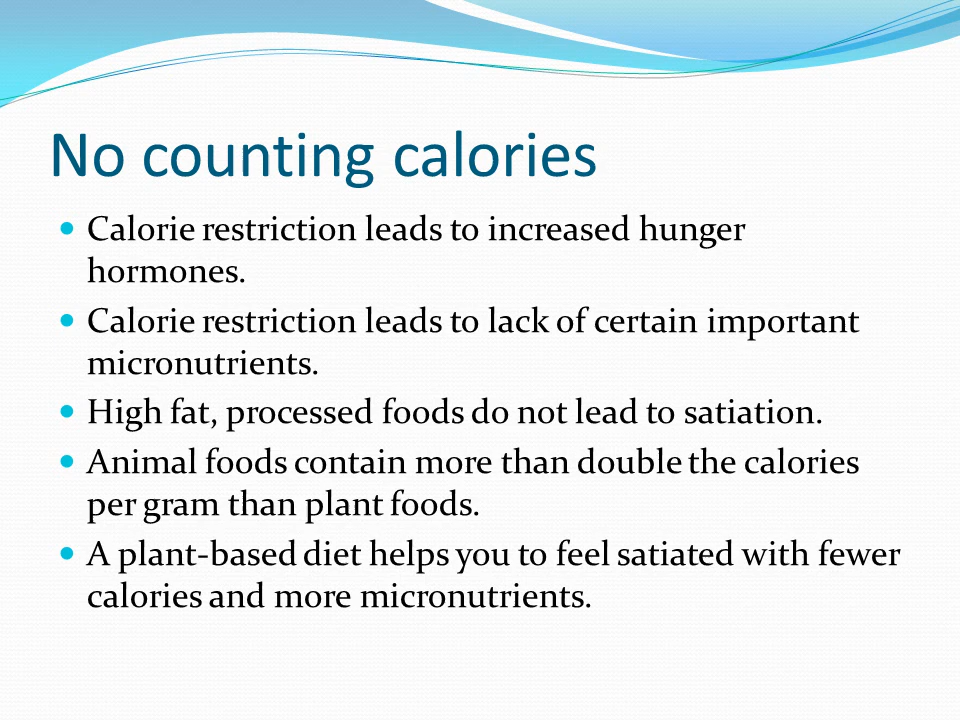 No counting calories
Calorie restriction leads to increased hunger
hormones.
Calorie restriction leads to lack of certain important
micronutrients.
High fat, processed foods do not lead to satiation.
Animal foods contain more than double the calories
per gram than plant foods.
A plant-based diet helps you to feel satiated with fewer
calories and more micronutrients.